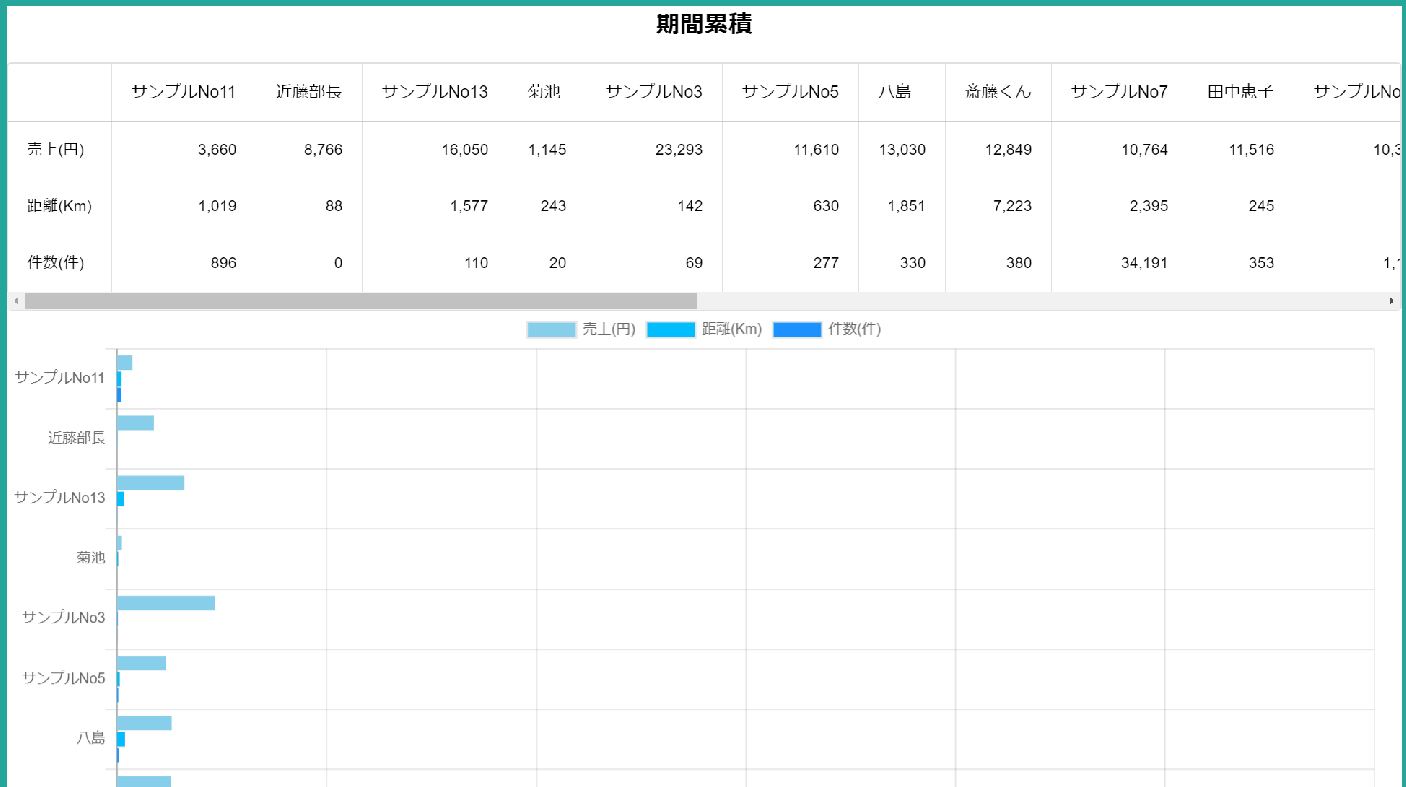 期間累積
サンプルNo11 近藤部長 サンプルNo13 菊池 サンプルNo3 サンプルNo5 八島 斎藤くん サンプルNo7 田中恵子 サンプルNo
売上(円) 3,660 8,766 16,050 1,145 23,293 11,610 13,030 12,849 10,764 11,516 10,3
距離(Km) 1,019 88 1,577 243 142 630 1,851 7,223 2,395 245
件数(件) 896 0 110 20 69 277 330 380 34,191 353 1,1
売上(円) 距離(Km) 件数(件)
サンプルNo11
近藤部長
サンプルNo13
菊池
サンプルNo3
サンプルNo5
八島